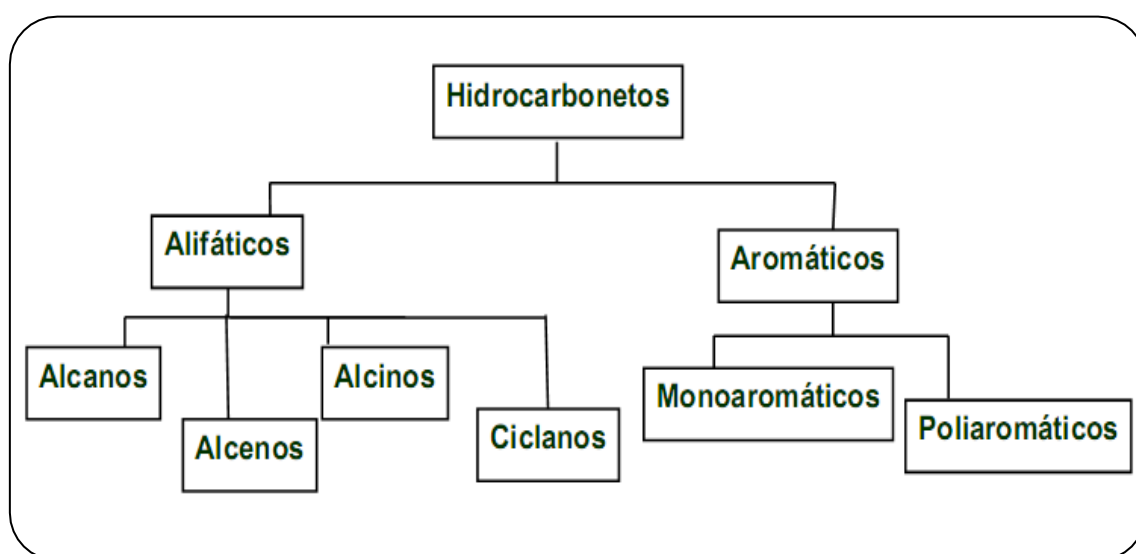 Hidrocarbonetos
Alifáticos
Aromáticos
Alcanos
Alcenos
Alcinos
Ciclanos
Monoaromáticos
Poliaromáticos